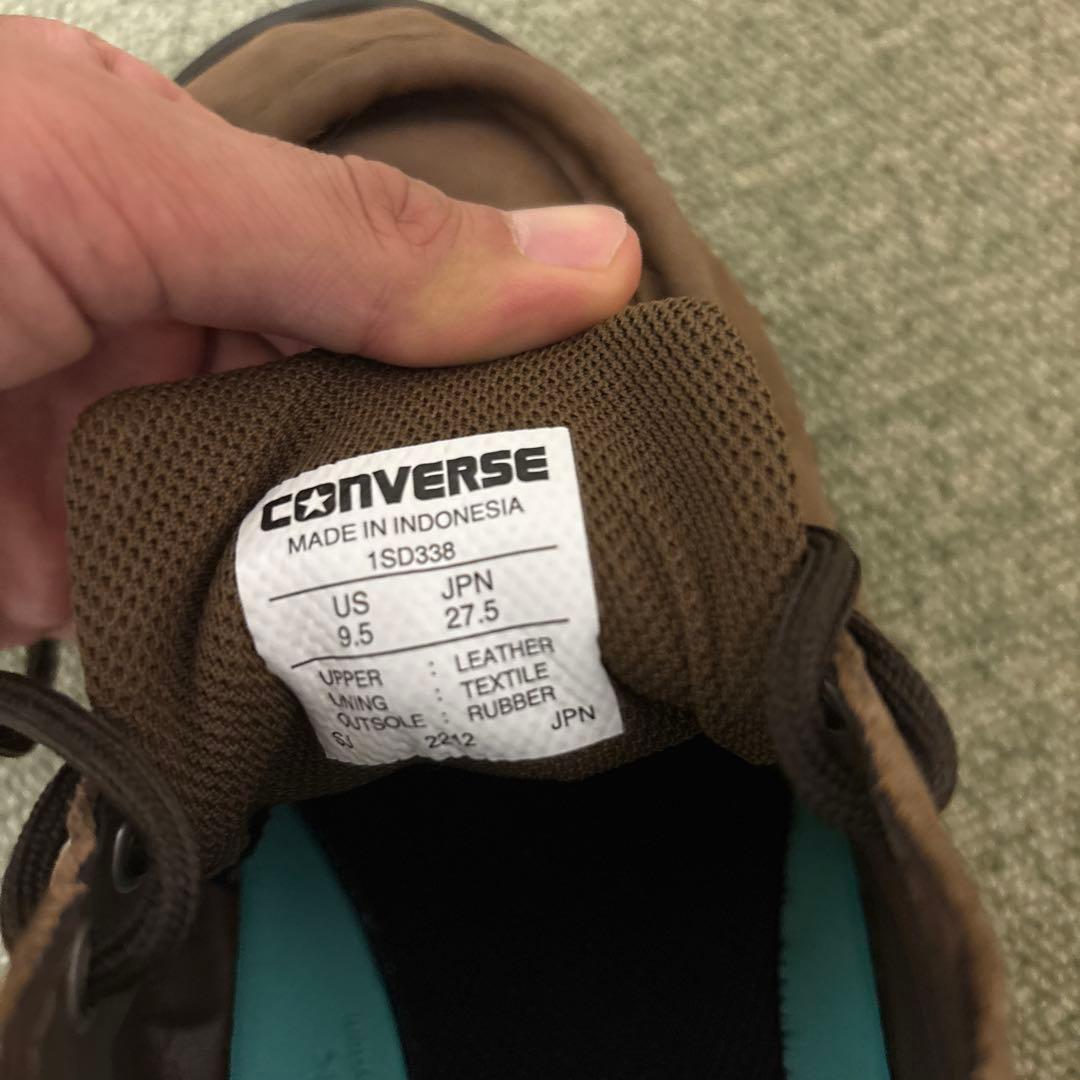 CONVERSE
MADE IN INDONESIA
1SD338
US JPN
9.5 27.5
UPPER : LEATHER
LINING : TEXTILE
OUTSOLE : RUBBER
SJ 2212 JPN